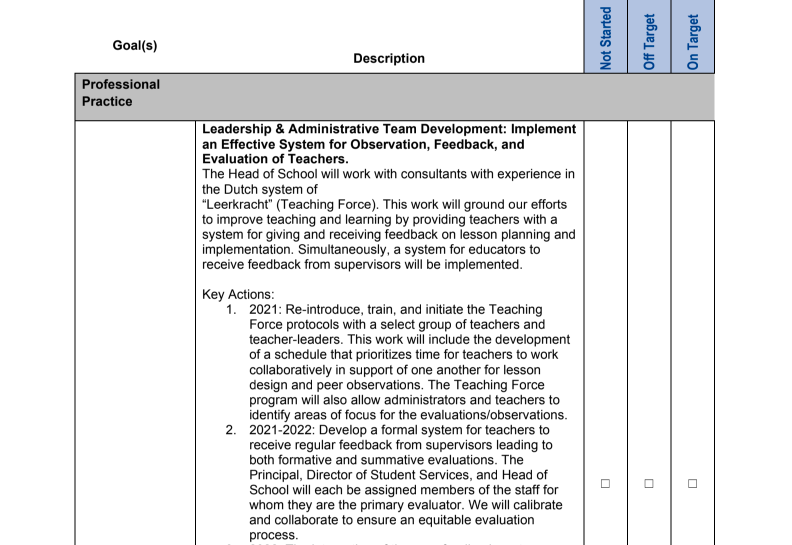 Goal(s)
Description
Not Started
Off Target
On Target
Professional
Practice
Leadership & Administrative Team Development: Implement
an Effective System for Observation, Feedback, and
Evaluation of Teachers.
The Head of School will work with consultants with experience in
the Dutch system of
“Leerkracht” (Teaching Force). This work will ground our efforts
to improve teaching and learning by providing teachers with a
system for giving and receiving feedback on lesson planning and
implementation. Simultaneously, a system for educators to
receive feedback from supervisors will be implemented.
Key Actions:
1. 2021: Re-introduce, train, and initiate the Teaching
Force protocols with a select group of teachers and
teacher-leaders. This work will include the development
of a schedule that prioritizes time for teachers to work
collaboratively in support of one another for lesson
design and peer observations. The Teaching Force
program will also allow administrators and teachers to
identify areas of focus for the evaluations/observations.
2. 2021-2022: Develop a formal system for teachers to
receive regular feedback from supervisors leading to
both formative and summative evaluations. The
Principal, Director of Student Services, and Head of
School will each be assigned members of the staff for
whom they are the primary evaluator. We will calibrate
and collaborate to ensure an equitable evaluation
process.
☐ ☐ ☐